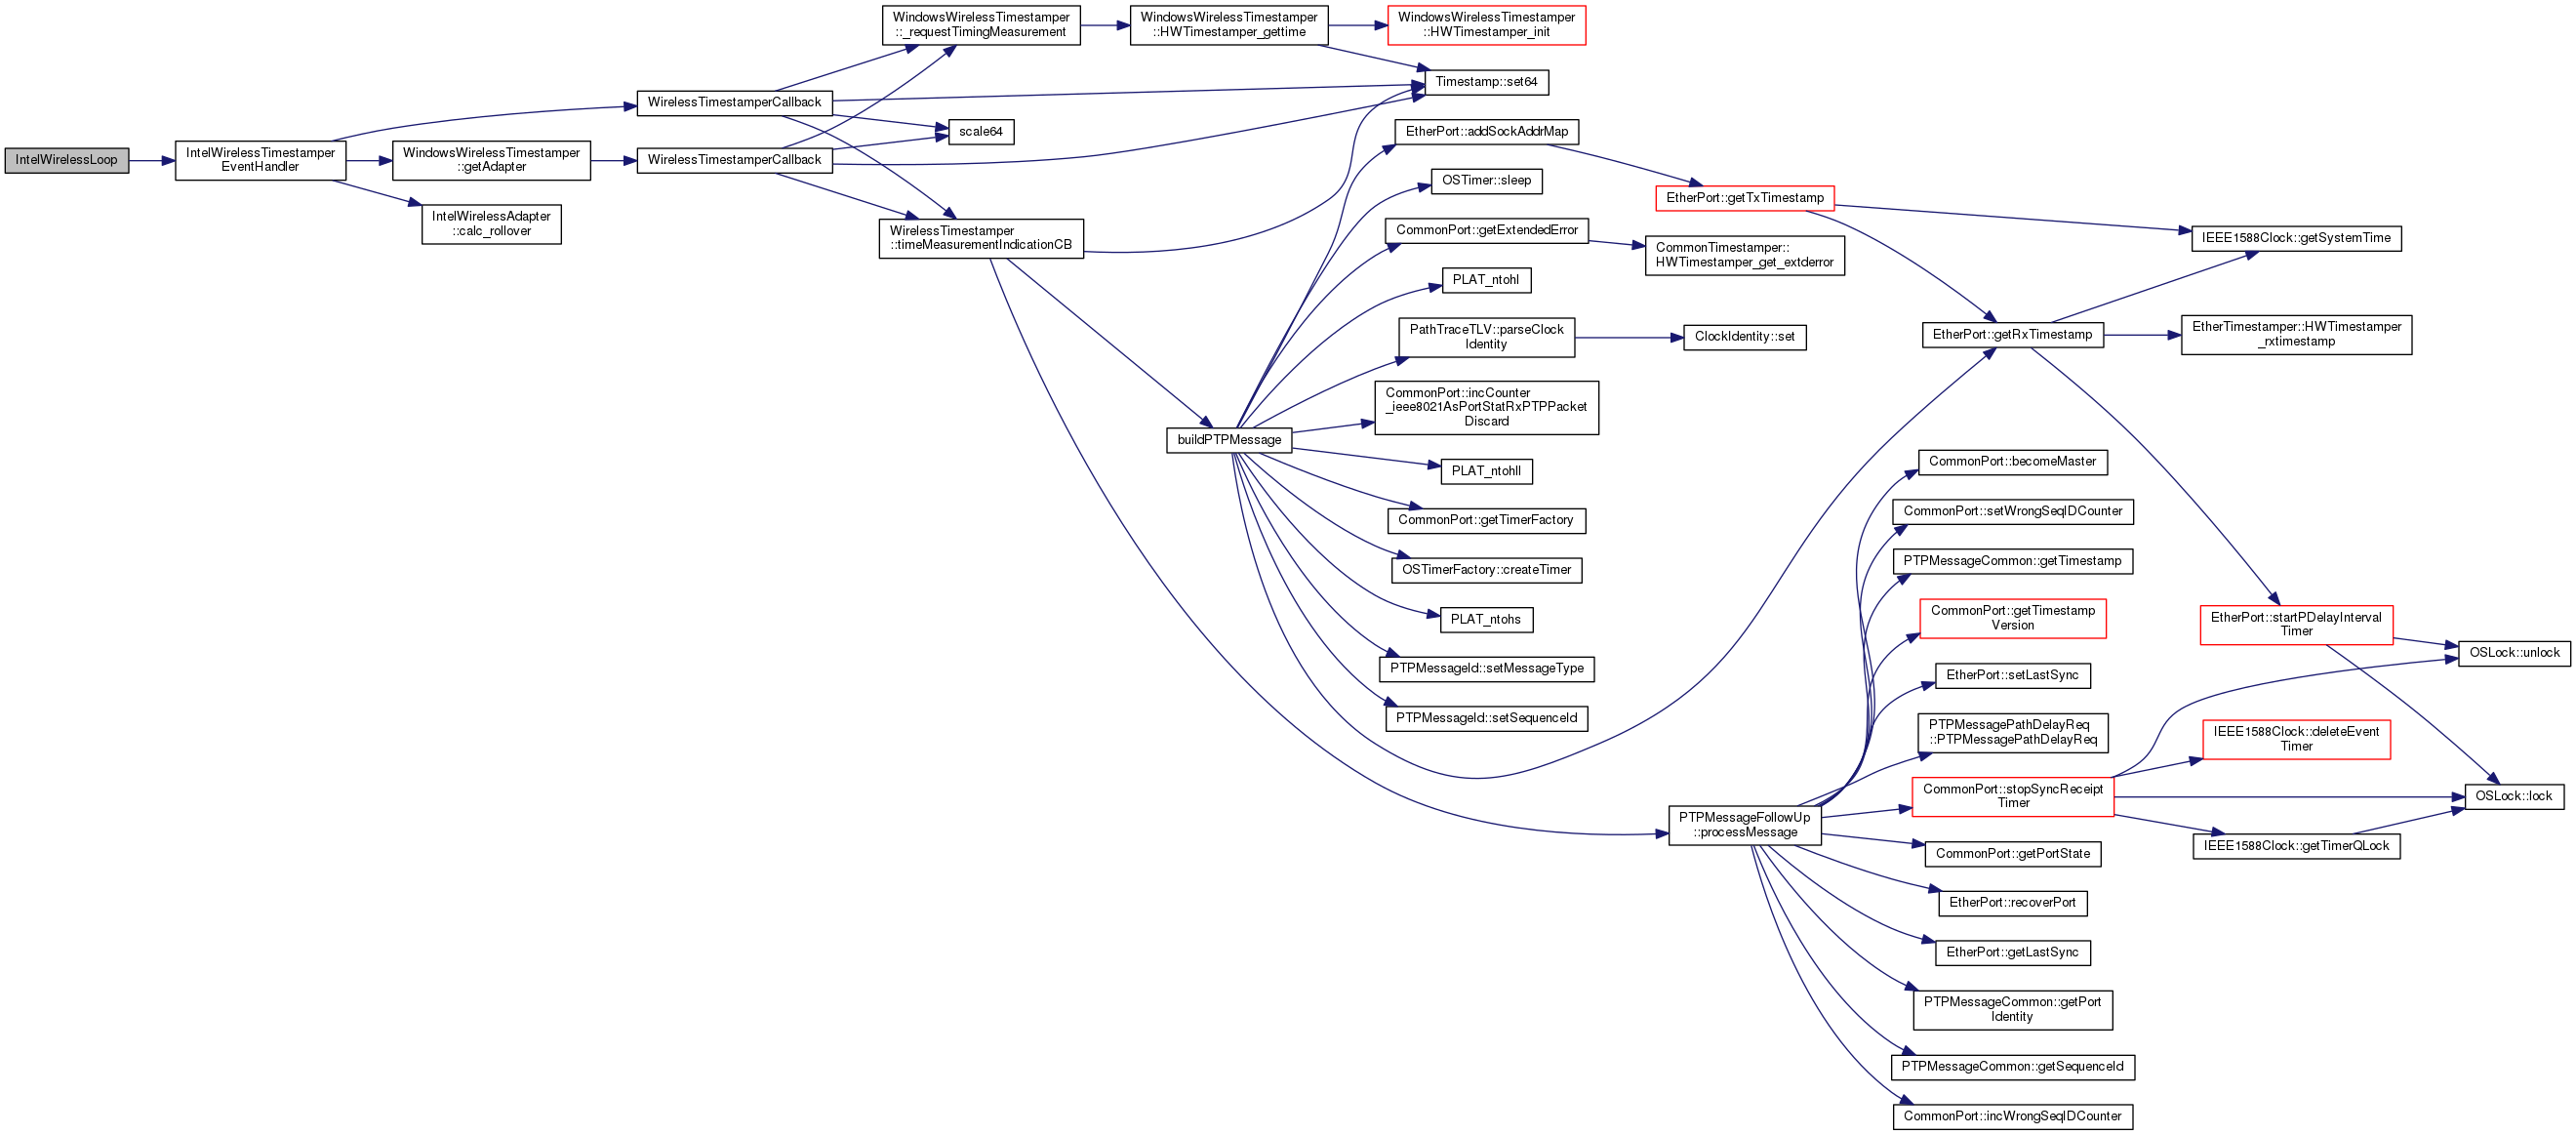 IntelWirelessLoop
IntelWirelessTimestamper
EventHandler
WirelessTimestamperCallback
WindowsWirelessTimestamper
::getAdapter
IntelWirelessAdapter
::calc_rollover
WirelessTimestamperCallback
WindowsWirelessTimestamper
::_requestTimingMeasurement
scale64
WirelessTimestamper
::timeMeasurementIndicationCB
WindowsWirelessTimestamper
::HWTimestamper_gettime
WindowsWirelessTimestamper
::HWTimestamper_init
Timestamp::set64
buildPTPMessage
EtherPort::addSockAddrMap
OSTimer::sleep
CommonPort::getExtendedError
PLAT_ntohl
PathTraceTLV::parseClock
Identity
CommonPort::incCounter
_ieee8021AsPortStatRxPTPPacket
Discard
PLAT_ntohll
CommonPort::getTimerFactory
OSTimerFactory::createTimer
PLAT_ntohs
PTPMessageId::setMessageType
PTPMessageId::setSequenceId
EtherPort::getTxTimestamp
CommonTimestamper::
HWTimestamper_get_extderror
ClockIdentity::set
PTPMessageFollowUp
::processMessage
EtherPort::getRxTimestamp
CommonPort::becomeMaster
CommonPort::setWrongSeqIDCounter
PTPMessageCommon::getTimestamp
CommonPort::getTimestamp
Version
EtherPort::setLastSync
PTPMessagePathDelayReq
::PTPMessagePathDelayReq
CommonPort::stopSyncReceipt
Timer
CommonPort::getPortState
EtherPort::recoverPort
EtherPort::getLastSync
PTPMessageCommon::getPort
Identity
PTPMessageCommon::getSequenceId
CommonPort::incWrongSeqIDCounter
IEEE1588Clock::getSystemTime
EtherTimestamper::HWTimestamper
_rxtimestamp
EtherPort::startPDelayInterval
Timer
IEEE1588Clock::deleteEvent
Timer
IEEE1588Clock::getTimerQLock
OSLock::unlock
OSLock::lock